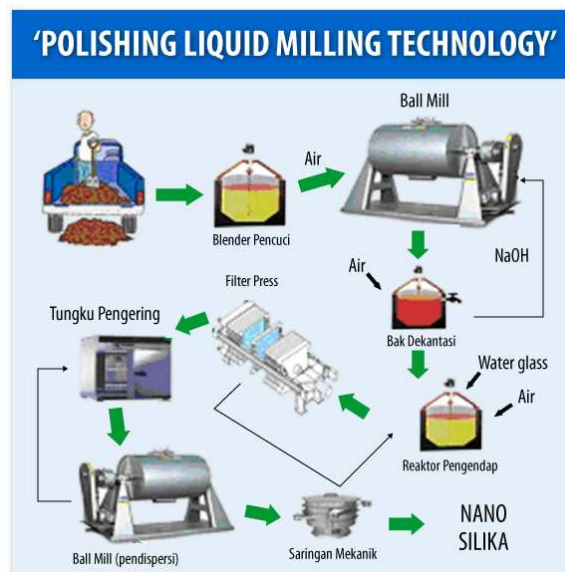 'POLISHING LIQUID MILLING TECHNOLOGY'
Ball Mill
Air
Blender Pencuci
NaOH
Air
Filter Press
Bak Dekantasi
Tungku Pengering
Water glass
Air
Reaktor Pengendap
Ball Mill (pendispersi)
Saringan Mekanik
NANO
SILIKA